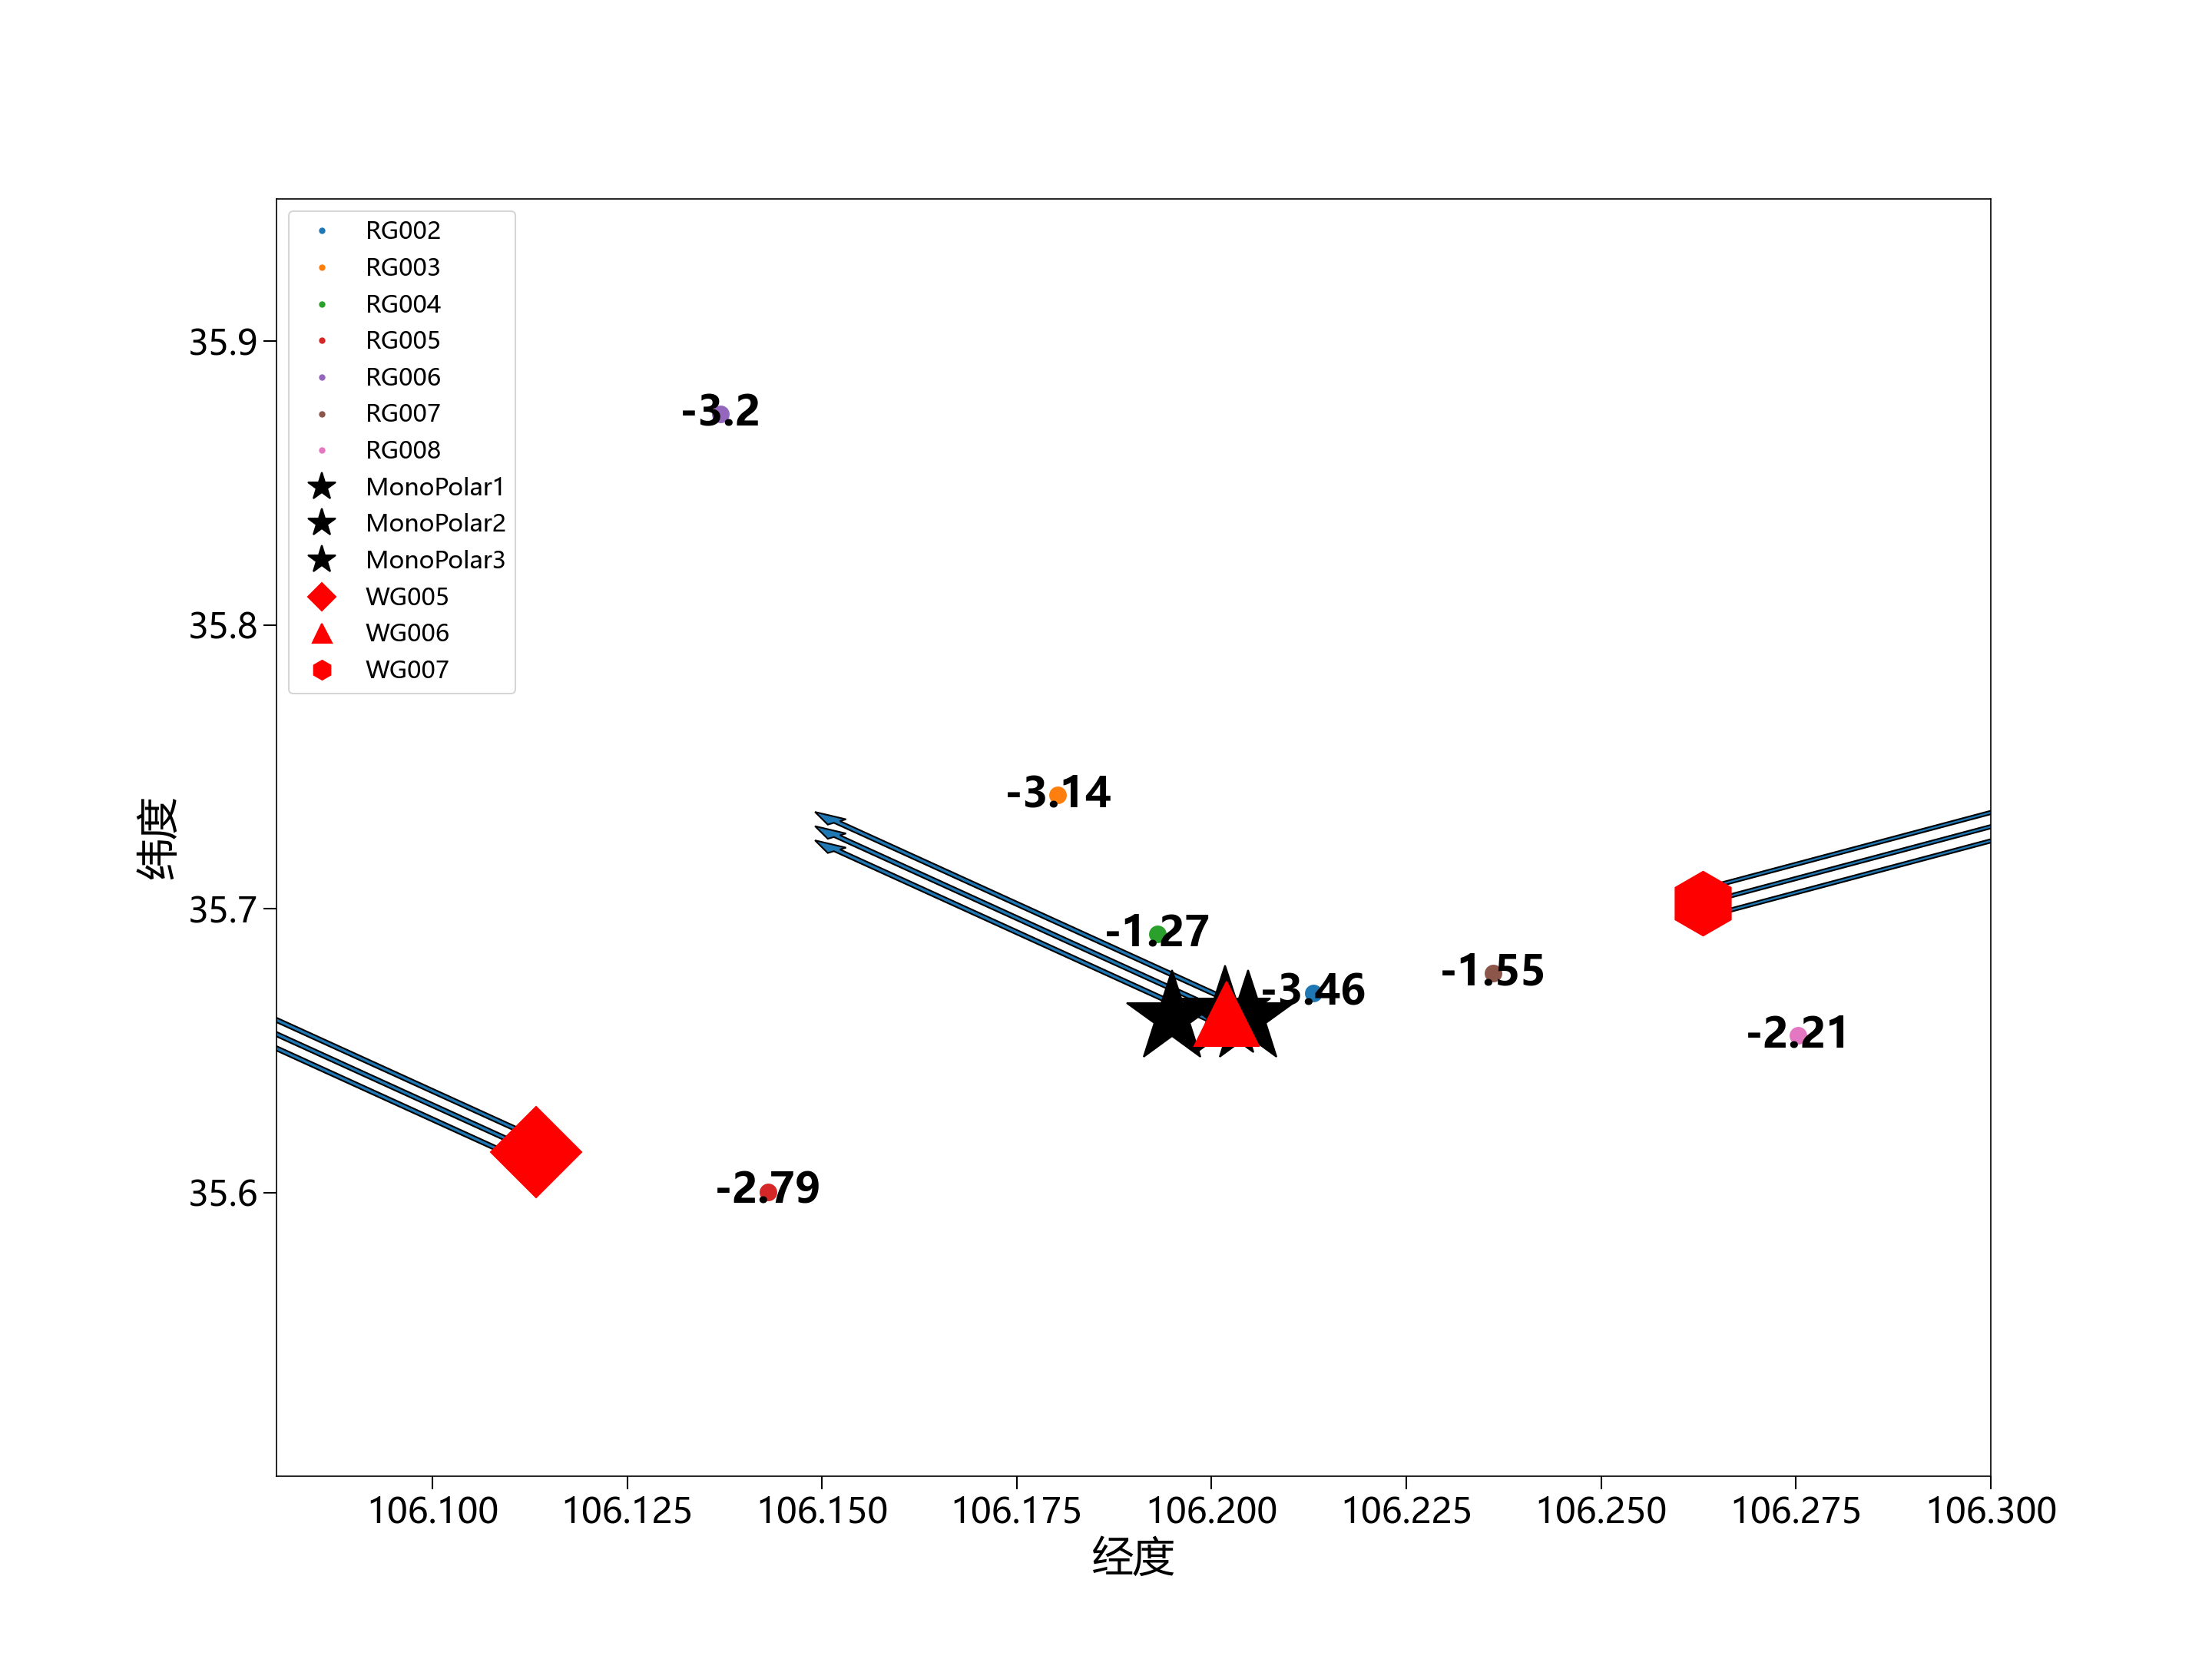 RG002
RG003
RG004
RG005
RG006
RG007
RG008
MonoPolar1
MonoPolar2
MonoPolar3
WG005
WG006
WG007
35.9
35.8
35.7
35.6
纬度
-3.2
-3.14
-1.27
-3.46
-1.55
-2.21
-2.79
106.100
106.125
106.150
106.175
106.200
106.225
106.250
106.275
106.300
经度